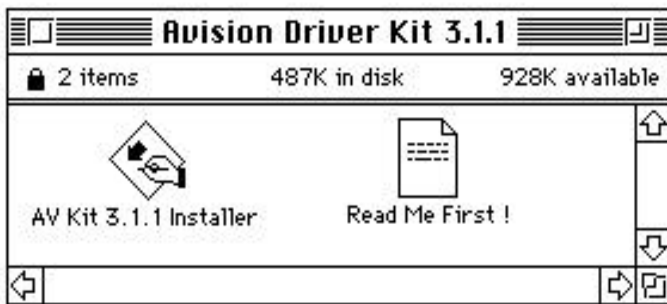 Avision Driver Kit 3.1.1
2 items 487K in disk 928K available
AV Kit 3.1.1 Installer Read Me First !